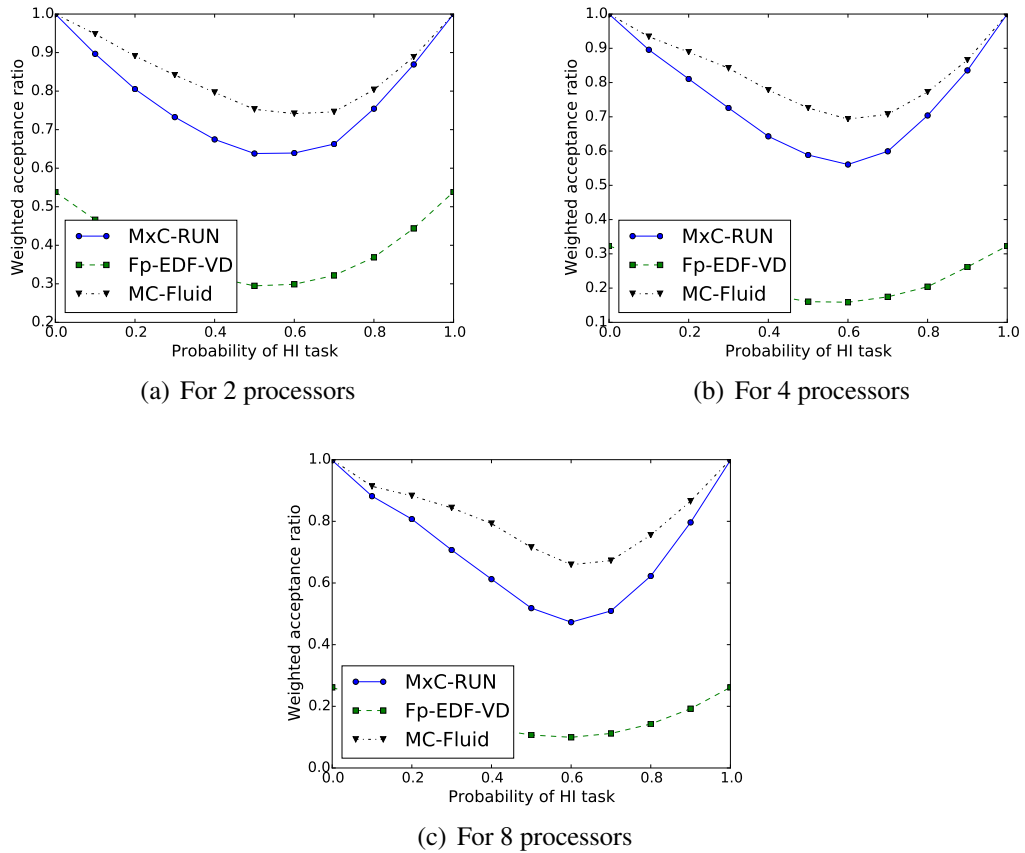 1.0
0.9
0.8
0.7
0.6
0.5
0.4
0.3
0.2
Weighted acceptance ratio
MxC-RUN
Fp-EDF-VD
MC-Fluid
0.0 0.2 0.4 0.6 0.8 1.0
Probability of HI task
(a) For 2 processors
1.0
0.9
0.8
0.7
0.6
0.5
0.4
0.3
0.2
0.1
Weighted acceptance ratio
MxC-RUN
Fp-EDF-VD
MC-Fluid
0.0 0.2 0.4 0.6 0.8 1.0
Probability of HI task
(b) For 4 processors
1.0
0.8
0.6
0.4
0.2
0.0
Weighted acceptance ratio
MxC-RUN
Fp-EDF-VD
MC-Fluid
0.0 0.2 0.4 0.6 0.8 1.0
Probability of HI task
(c) For 8 processors